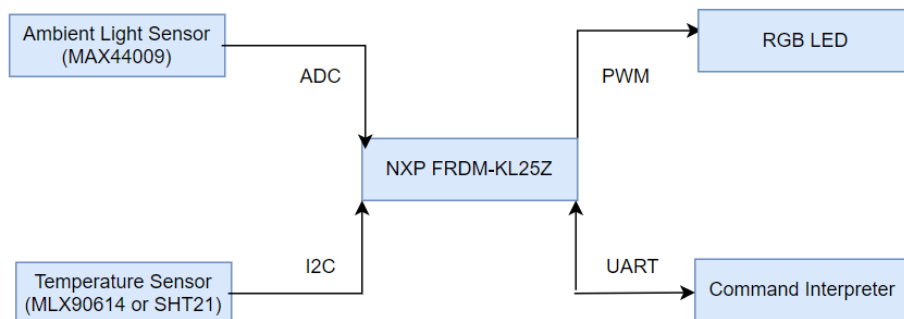 Ambient Light Sensor
(MAX44009)
RGB LED
ADC
PWM
NXP FRDM-KL25Z
I2C
UART
Temperature Sensor
(MLX90614 or SHT21)
Command Interpreter